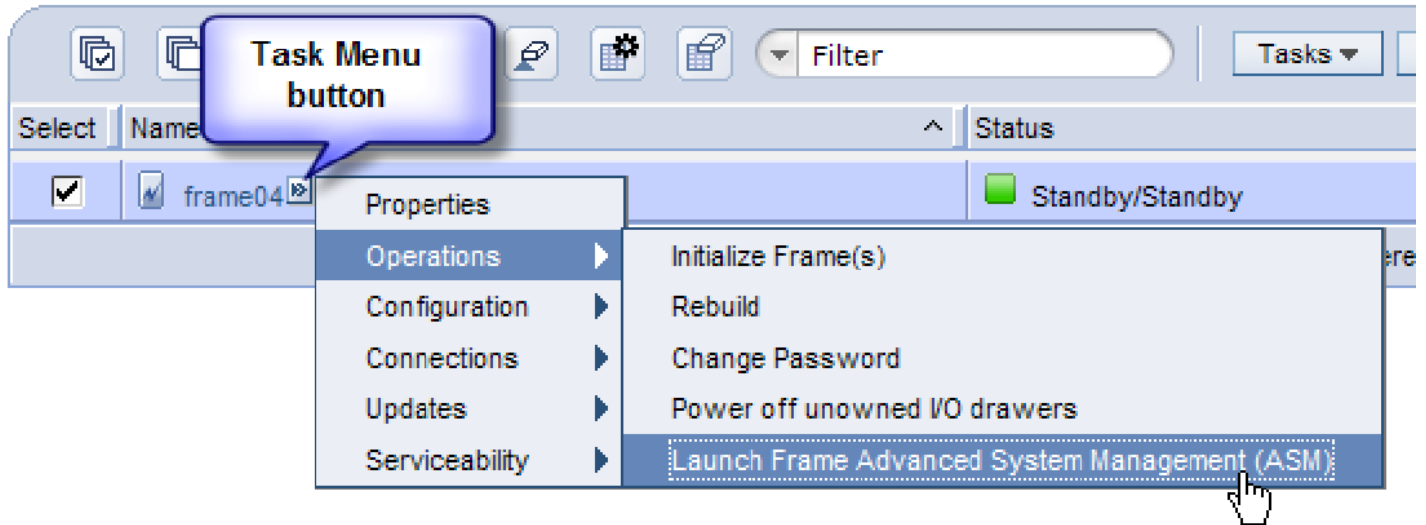 Task Menu
button
Filter
Tasks
Select
Name
Status
frame04
Standby/Standby
Properties
Operations
Configuration
Connections
Updates
Serviceability
Initialize Frame(s)
Rebuild
Change Password
Power off unowned I/O drawers
Launch Frame Advanced System Management (ASM)